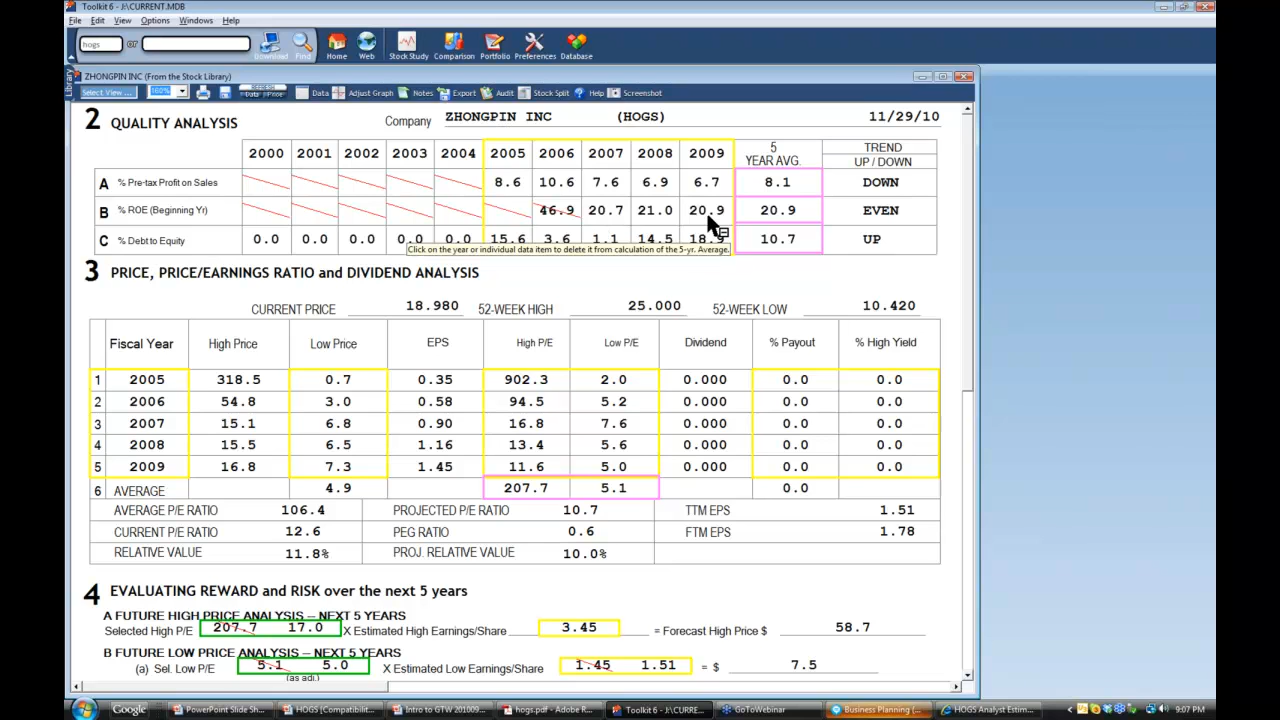 Toolkit 6 - J:\CURRENT.MDB
File Edit View Options Windows Help
hogs or Download Find Home Web Stock Study Comparison Portfolio Preferences Database
Library
ZHONGPIN INC (From the Stock Library)
Select View... 160% Data Adjust Graph Notes Export Audit Stock Split Help Screenshot
2 QUALITY ANALYSIS Company ZHONGPIN INC (HOGS) 11/29/10
2000 2001 2002 2003 2004 2005 2006 2007 2008 2009 5 YEAR AVG. TREND UP / DOWN
A % Pre-tax Profit on Sales 8.6 10.6 7.6 6.9 6.7 8.1 DOWN
B % ROE (Beginning Yr) 46.9 20.7 21.0 20.9 20.9 EVEN
C % Debt to Equity 0.0 0.0 0.0 0.0 0.0 15.6 3.6 1.1 14.5 18.9 10.7 UP
Click on the year or individual data item to delete it from calculation of the 5-yr. Average.
3 PRICE, PRICE/EARNINGS RATIO and DIVIDEND ANALYSIS
CURRENT PRICE 18.980 52-WEEK HIGH 25.000 52-WEEK LOW 10.420
Fiscal Year High Price Low Price EPS High P/E Low P/E Dividend % Payout % High Yield
1 2005 318.5 0.7 0.35 902.3 2.0 0.000 0.0 0.0
2 2006 54.8 3.0 0.58 94.5 5.2 0.000 0.0 0.0
3 2007 15.1 6.8 0.90 16.8 7.6 0.000 0.0 0.0
4 2008 15.5 6.5 1.16 13.4 5.6 0.000 0.0 0.0
5 2009 16.8 7.3 1.45 11.6 5.0 0.000 0.0 0.0
6 AVERAGE 4.9 207.7 5.1 0.0
AVERAGE P/E RATIO 106.4 PROJECTED P/E RATIO 10.7 TTM EPS 1.51
CURRENT P/E RATIO 12.6 PEG RATIO 0.6 FTM EPS 1.78
RELATIVE VALUE 11.8% PROJ. RELATIVE VALUE 10.0%
4 EVALUATING REWARD and RISK over the next 5 years
A FUTURE HIGH PRICE ANALYSIS -- NEXT 5 YEARS
Selected High P/E 207.7 17.0 X Estimated High Earnings/Share 3.45 = Forecast High Price $ 58.7
B FUTURE LOW PRICE ANALYSIS -- NEXT 5 YEARS
(a) Sel. Low P/E 5.1 5.0 X Estimated Low Earnings/Share 1.45 1.51 = $ 7.5
(as adj.)
Google PowerPoint Slide Sh... HOGS [Compatibilit... Intro to GTW 201009... hogs.pdf - Adobe R... Toolkit 6 - J:\CURRE... GoToWebinar Business Planning (... HOGS Analyst Estim... 9:07 PM